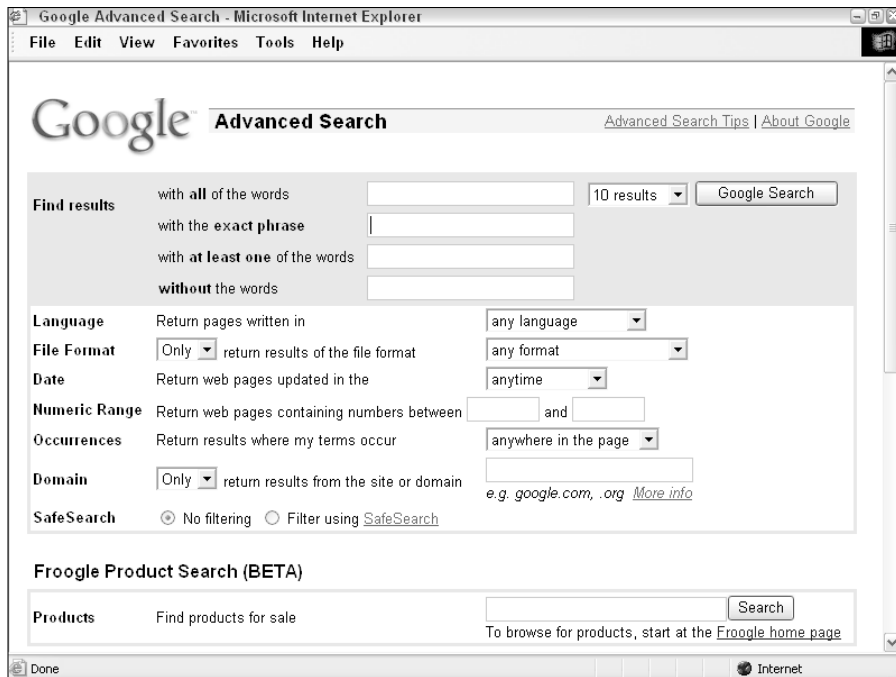 Google Advanced Search - Microsoft Internet Explorer
File Edit View Favorites Tools Help
Google™ Advanced Search Advanced Search Tips | About Google
Find results with all of the words 10 results Google Search
with the exact phrase
with at least one of the words
without the words
Language Return pages written in any language
File Format Only return results of the file format any format
Date Return web pages updated in the anytime
Numeric Range Return web pages containing numbers between and
Occurrences Return results where my terms occur anywhere in the page
Domain Only return results from the site or domain
e.g. google.com, .org More info
SafeSearch No filtering Filter using SafeSearch
Froogle Product Search (BETA)
Products Find products for sale Search
To browse for products, start at the Froogle home page
Done Internet